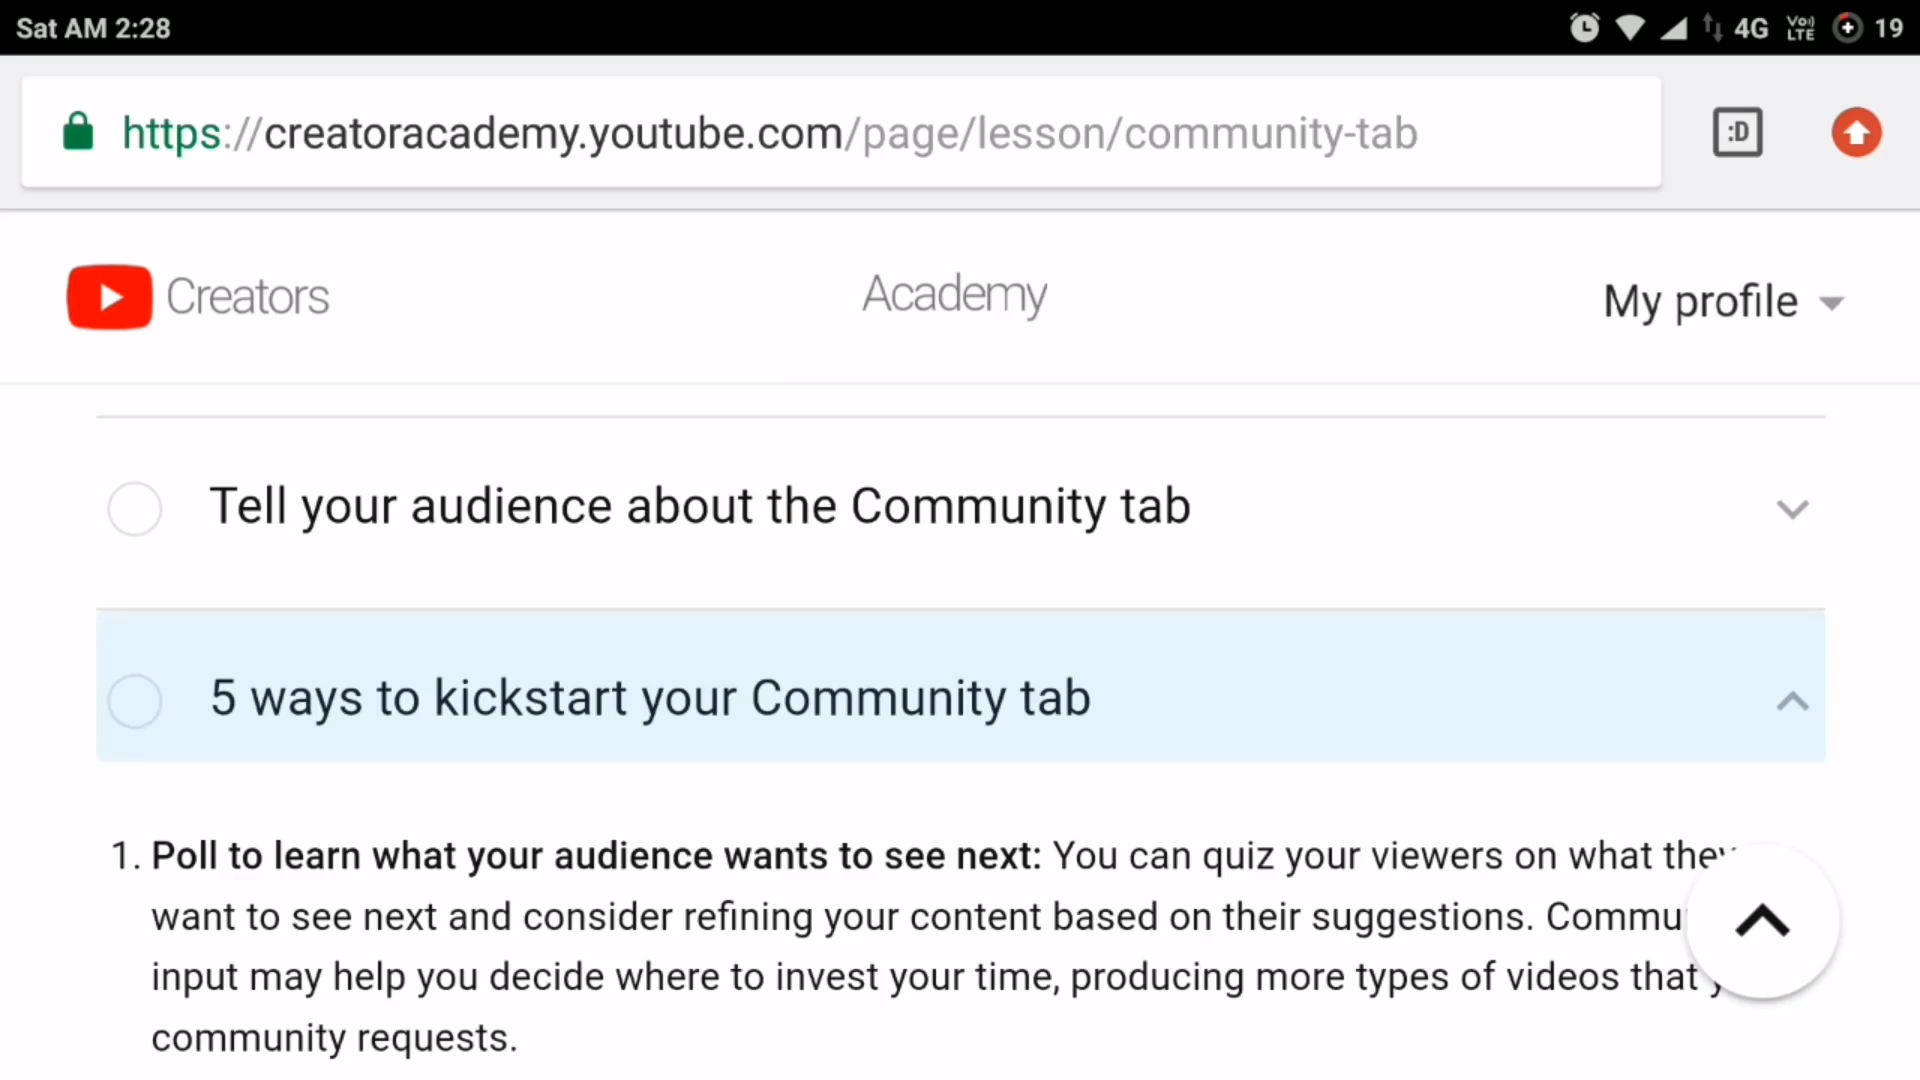 Sat AM 2:28 4G Vo) LTE 19
https://creatoracademy.youtube.com/page/lesson/community-tab :D
Creators Academy My profile
Tell your audience about the Community tab
5 ways to kickstart your Community tab
1. Poll to learn what your audience wants to see next: You can quiz your viewers on what they
want to see next and consider refining your content based on their suggestions. Commu
input may help you decide where to invest your time, producing more types of videos that
community requests.